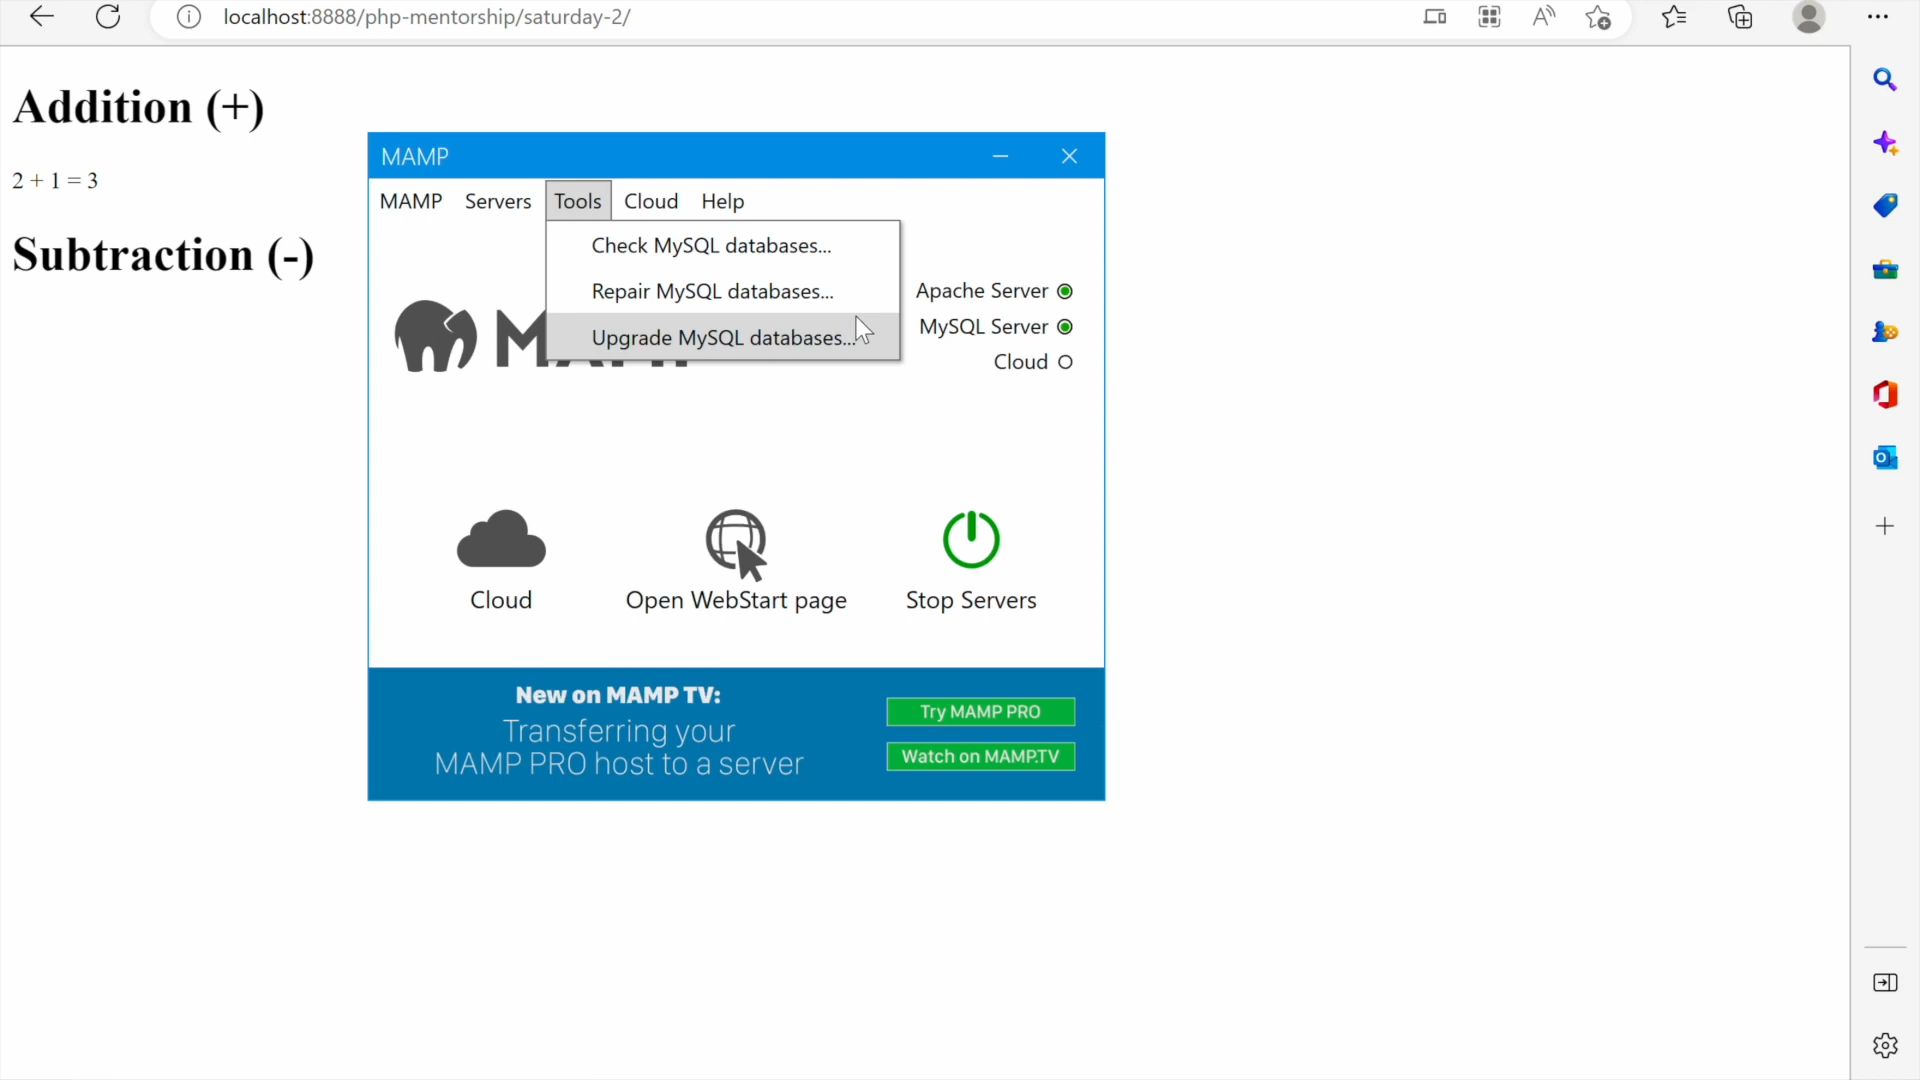 localhost:8888/php-mentorship/saturday-2/
Addition (+)
2 + 1 = 3
Subtraction (-)
MAMP
MAMP Servers Tools Cloud Help
Check MySQL databases...
Repair MySQL databases...
Upgrade MySQL databases...
Apache Server
MySQL Server
Cloud
Cloud
Open WebStart page
Stop Servers
New on MAMP TV:
Transferring your
MAMP PRO host to a server
Try MAMP PRO
Watch on MAMP.TV